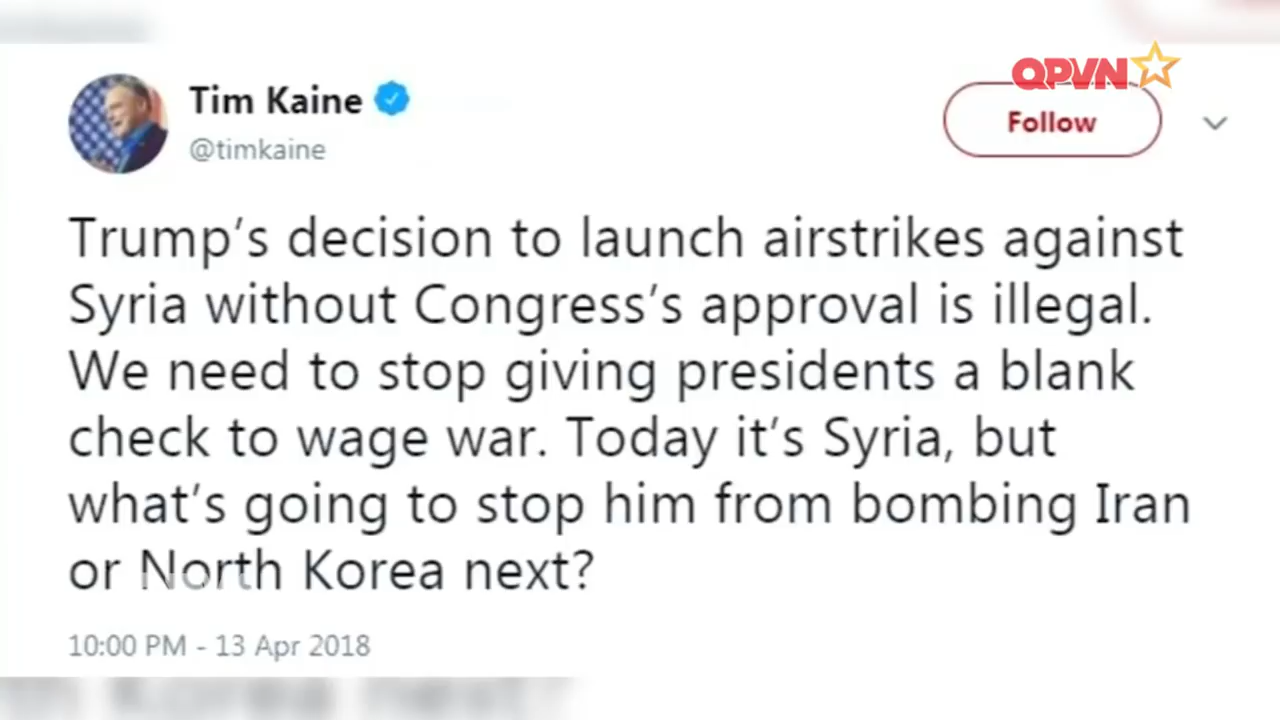 QPVN
Tim Kaine
@timkaine
Follow
Trump's decision to launch airstrikes against
Syria without Congress's approval is illegal.
We need to stop giving presidents a blank
check to wage war. Today it's Syria, but
what's going to stop him from bombing Iran
or North Korea next?
10:00 PM - 13 Apr 2018